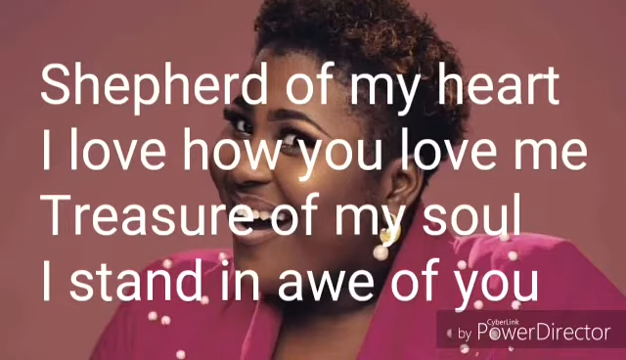 Shepherd of my heart
I love how you love me
Treasure of my soul
I stand in awe of you
CyberLink
by PowerDirector